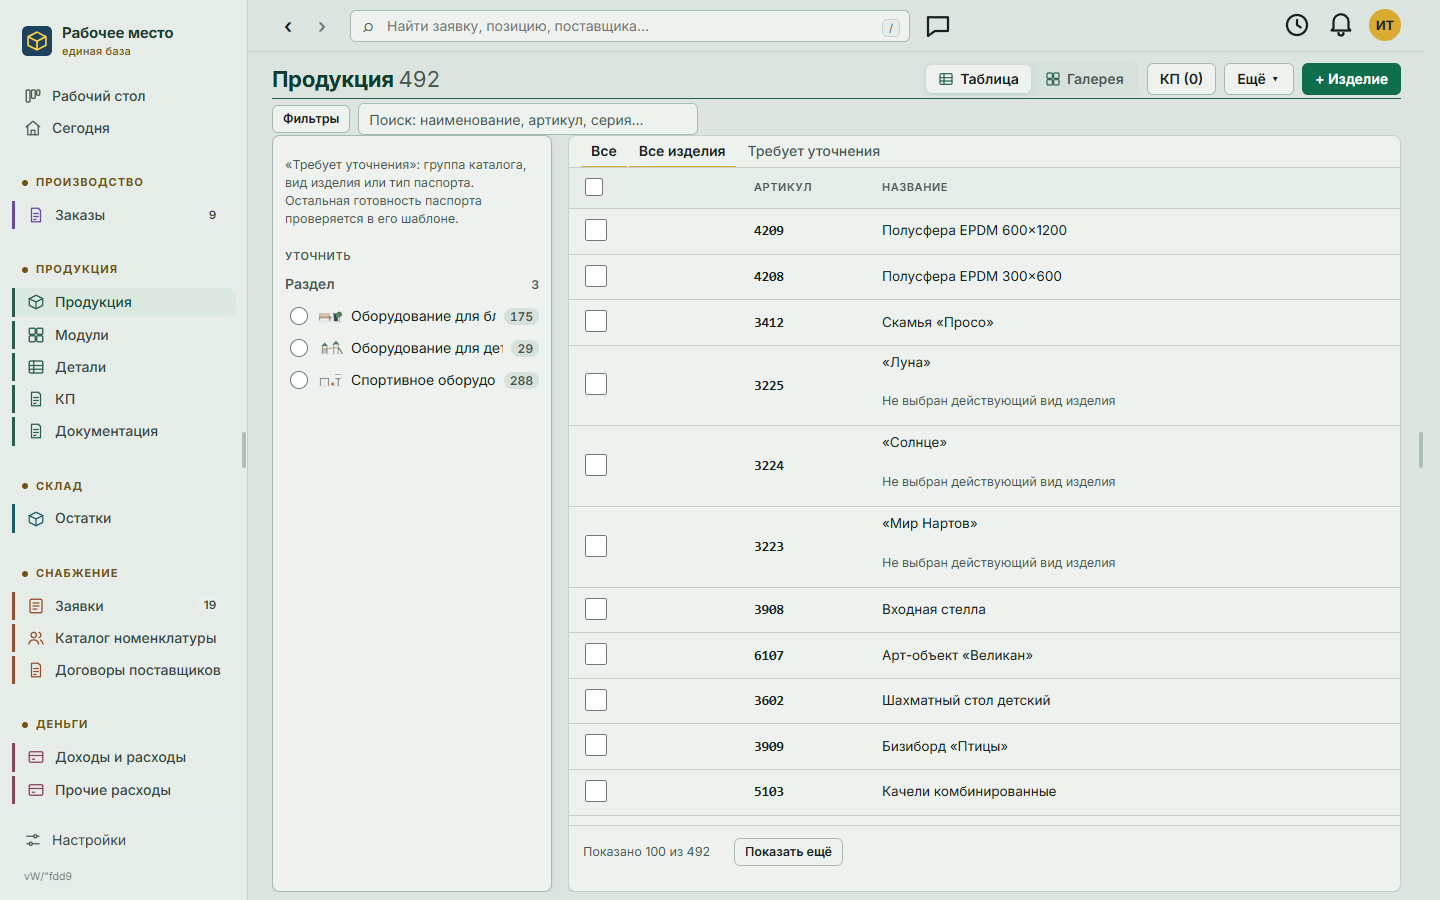 Рабочее место
единая база
Рабочий стол
Сегодня
ПРОИЗВОДСТВО
Заказы 9
ПРОДУКЦИЯ
Продукция
Модули
Детали
КП
Документация
СКЛАД
Остатки
СНАБЖЕНИЕ
Заявки 19
Каталог номенклатуры
Договоры поставщиков
ДЕНЬГИ
Доходы и расходы
Прочие расходы
Настройки
vW/"fdd9
Найти заявку, позицию, поставщика... /
ИТ
Продукция 492
Таблица
Галерея
КП (0)
Ещё
+ Изделие
Фильтры
Поиск: наименование, артикул, серия...
«Требует уточнения»: группа каталога,
вид изделия или тип паспорта.
Остальная готовность паспорта
проверяется в его шаблоне.
УТОЧНИТЬ
Раздел 3
Оборудование для бл 175
Оборудование для дет 29
Спортивное оборудо 288
Все
Все изделия
Требует уточнения
АРТИКУЛ НАЗВАНИЕ
4209 Полусфера EPDM 600×1200
4208 Полусфера EPDM 300×600
3412 Скамья «Просо»
3225 «Луна»
Не выбран действующий вид изделия
3224 «Солнце»
Не выбран действующий вид изделия
3223 «Мир Нартов»
Не выбран действующий вид изделия
3908 Входная стелла
6107 Арт-объект «Великан»
3602 Шахматный стол детский
3909 Бизиборд «Птицы»
5103 Качели комбинированные
Показано 100 из 492
Показать ещё